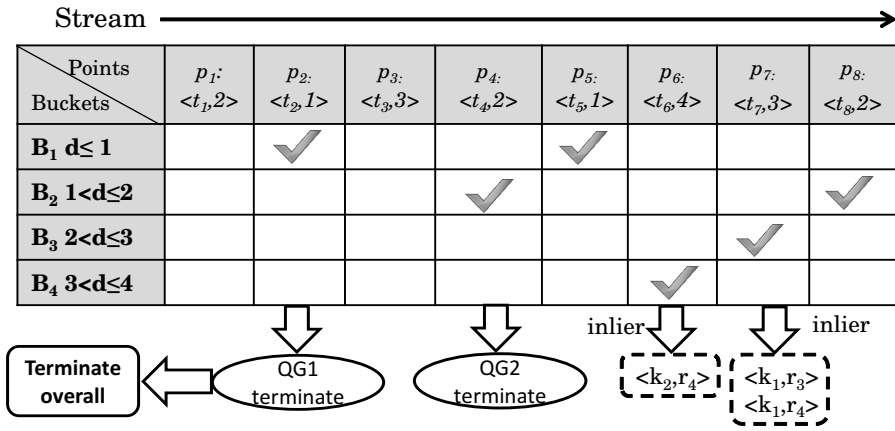 Stream
Points
Buckets
p1:
<t1,2>
p2:
<t2,1>
p3:
<t3,3>
p4:
<t4,2>
p5:
<t5,1>
p6:
<t6,4>
p7:
<t7,3>
p8:
<t8,2>
B1 d≤ 1
B2 1<d≤2
B3 2<d≤3
B4 3<d≤4
inlier
inlier
Terminate
overall
QG1
terminate
QG2
terminate
<k2,r4>
<k1,r3>
<k1,r4>